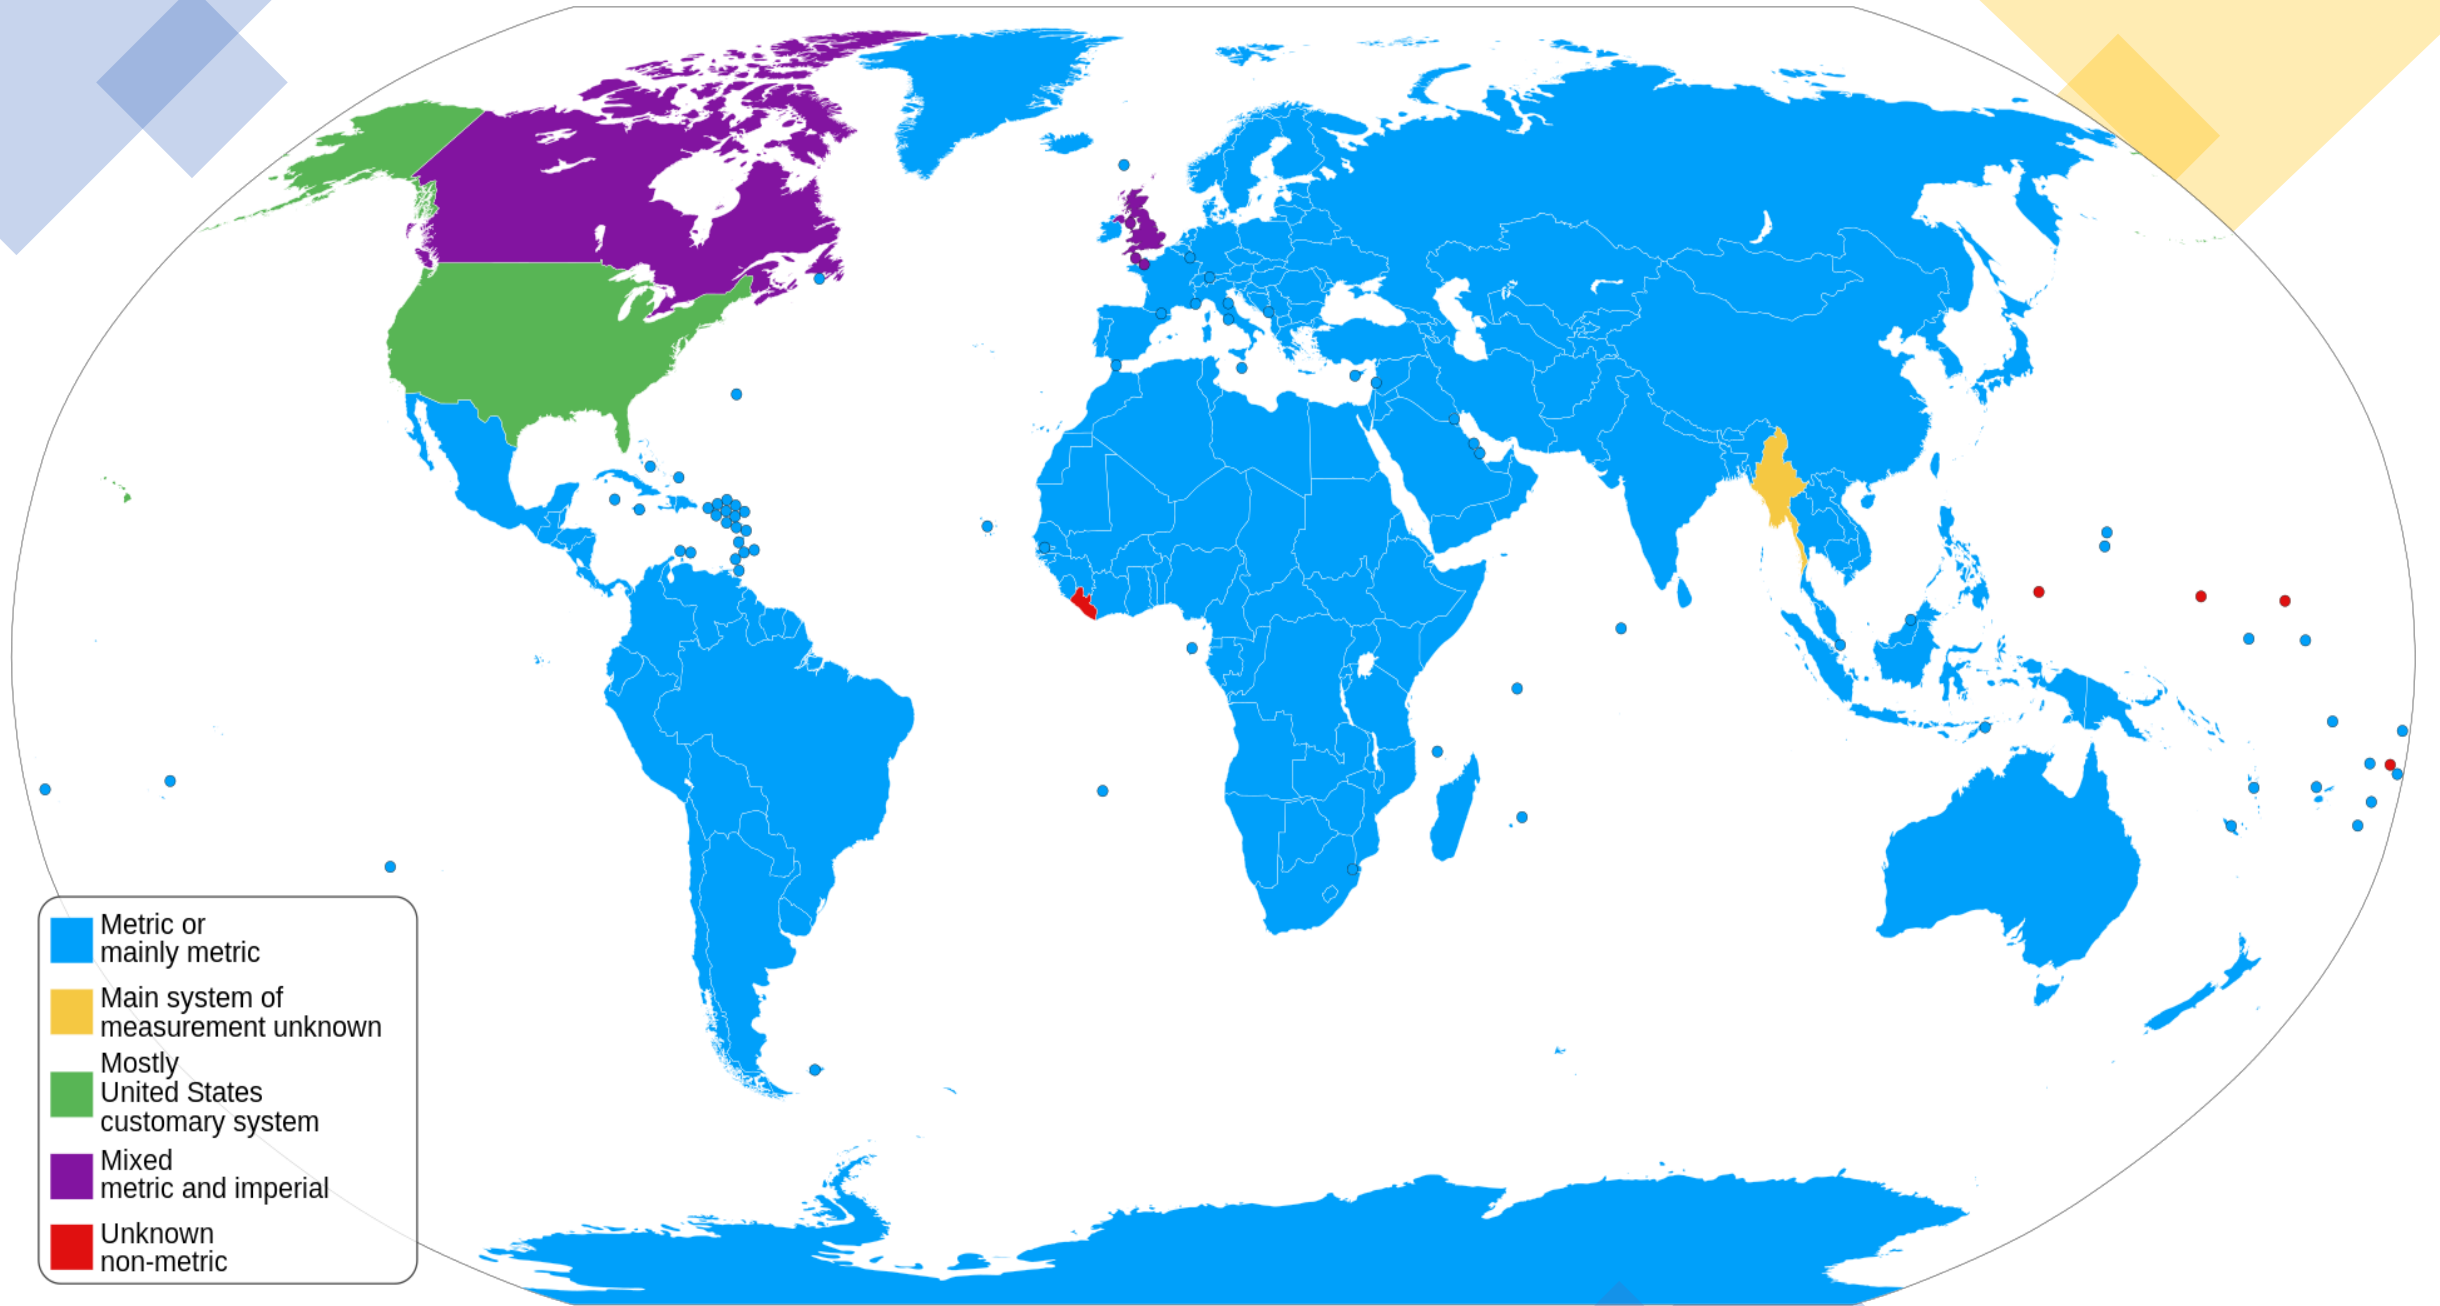 Metric or
mainly metric
Main system of
measurement unknown
Mostly
United States
customary system
Mixed
metric and imperial
Unknown
non-metric